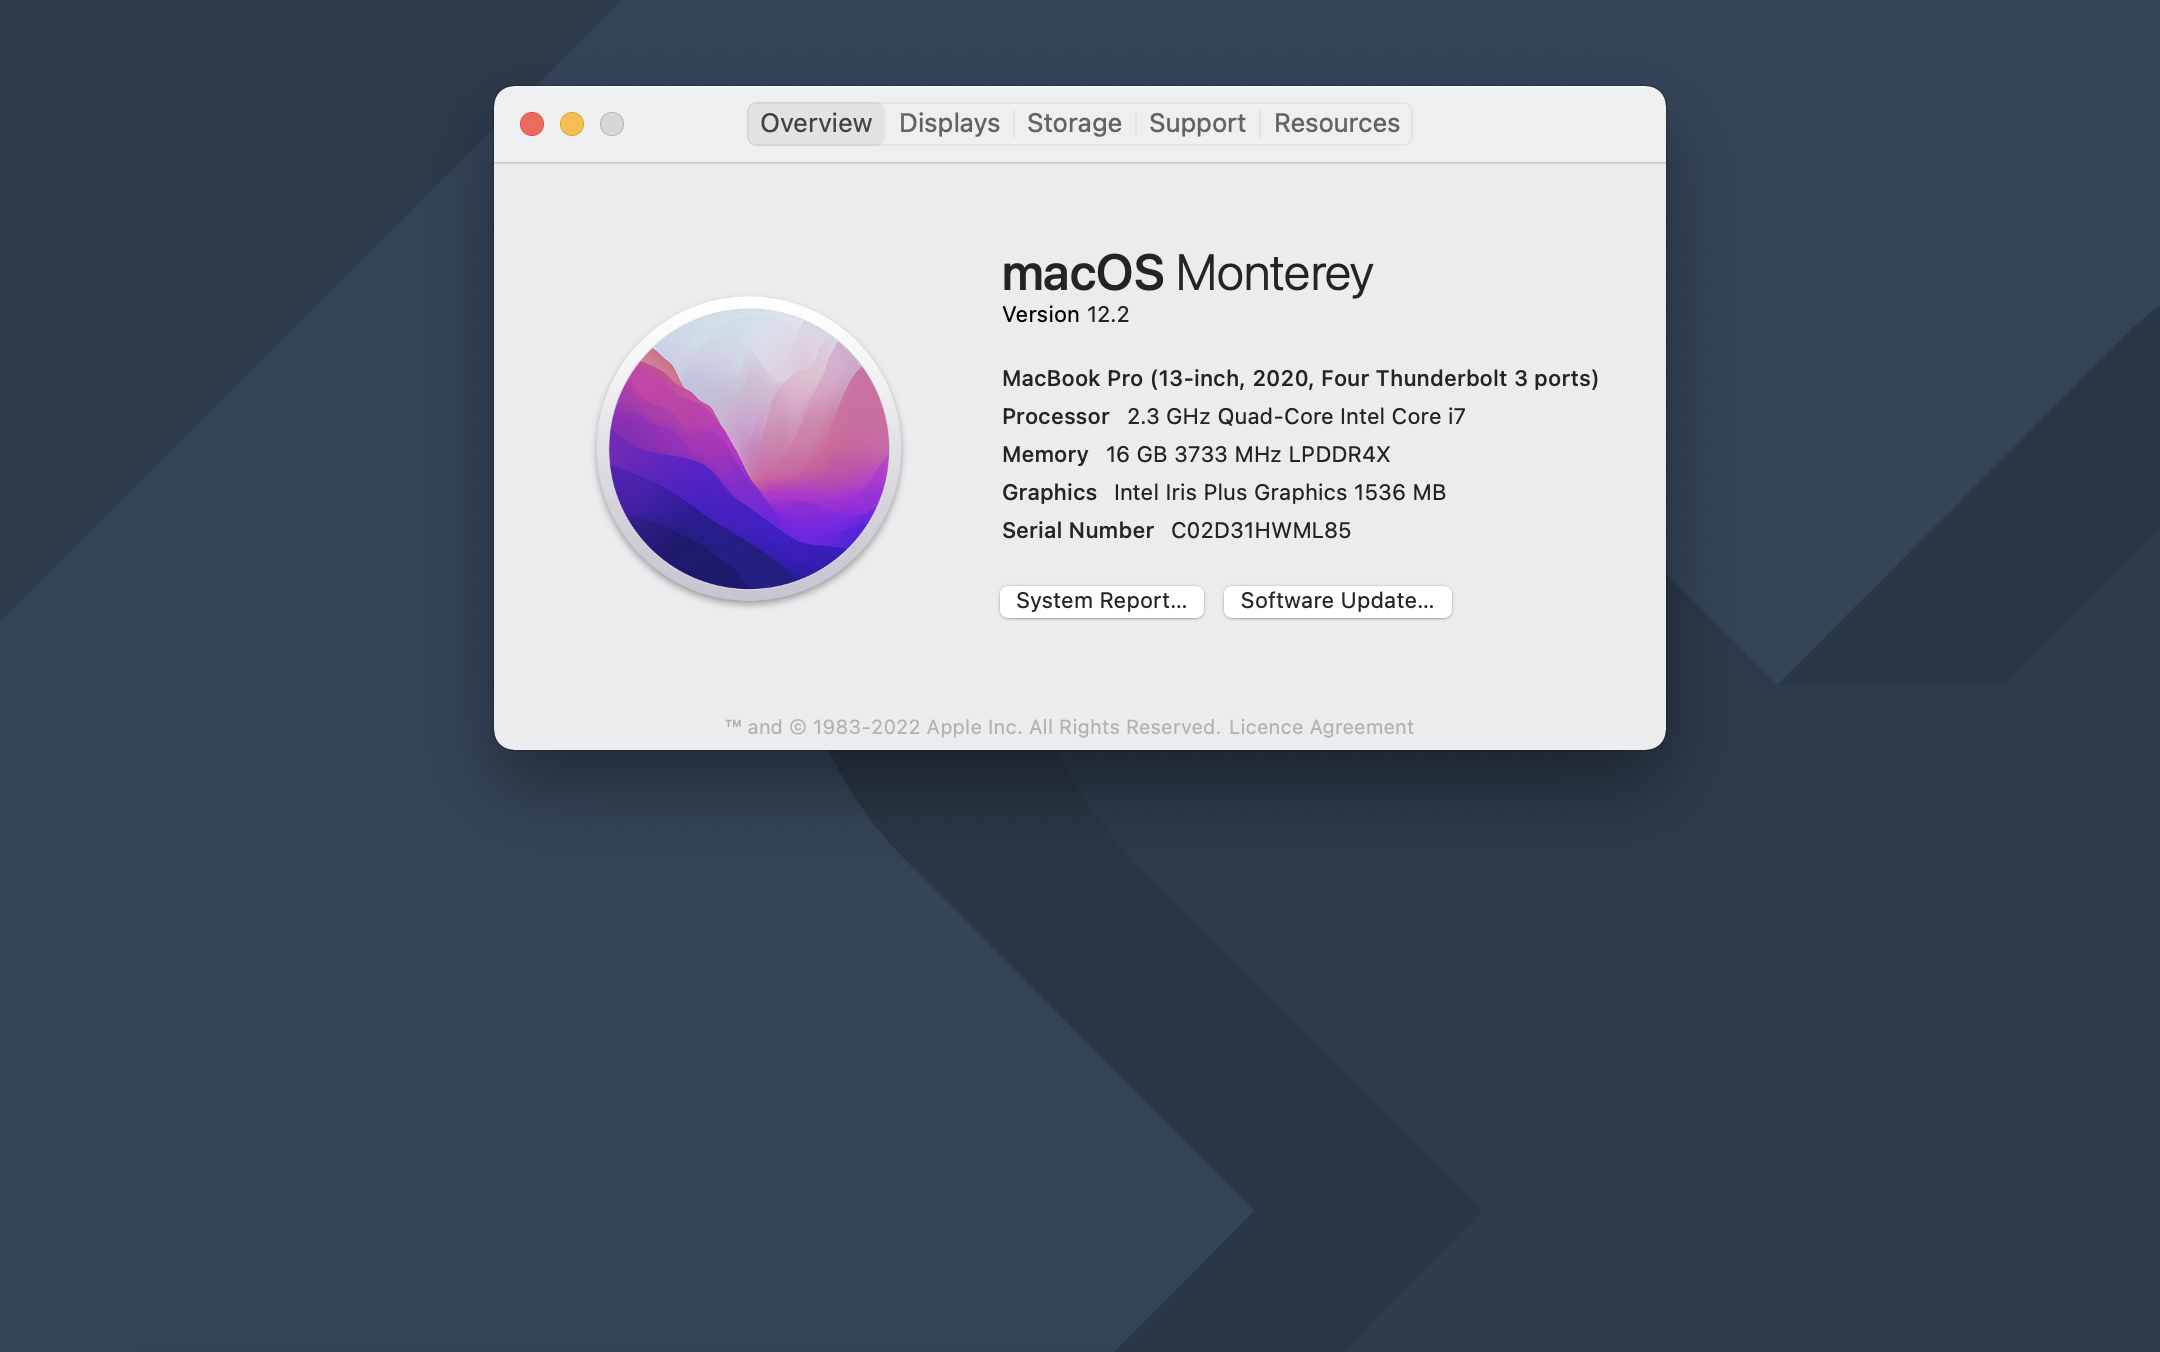 Overview Displays Storage Support Resources
macOS Monterey
Version 12.2
MacBook Pro (13-inch, 2020, Four Thunderbolt 3 ports)
Processor 2.3 GHz Quad-Core Intel Core i7
Memory 16 GB 3733 MHz LPDDR4X
Graphics Intel Iris Plus Graphics 1536 MB
Serial Number C02D31HWML85
System Report... Software Update...
™ and © 1983-2022 Apple Inc. All Rights Reserved. Licence Agreement